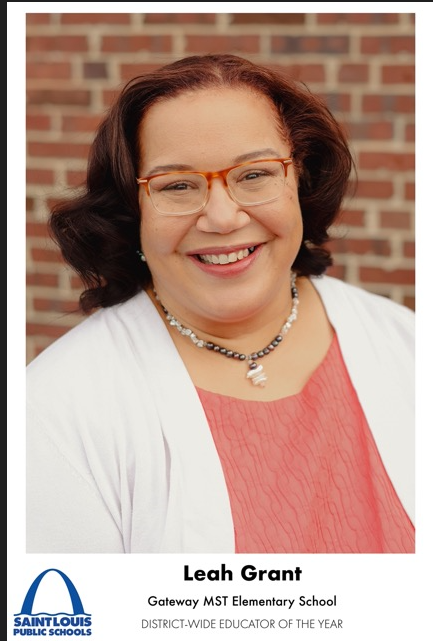 Leah Grant
Gateway MST Elementary School
DISTRICT-WIDE EDUCATOR OF THE YEAR
SAINT LOUIS
PUBLIC SCHOOLS